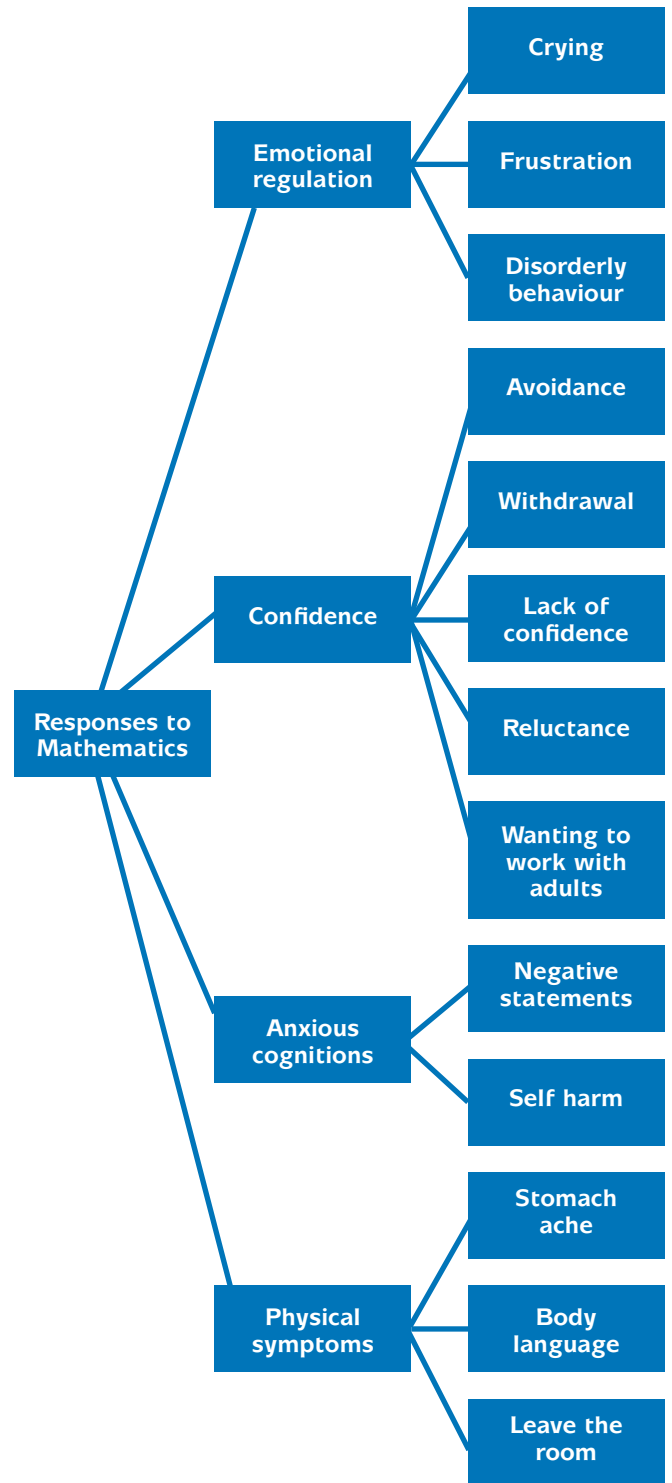 Crying
Emotional
regulation
Frustration
Disorderly
behaviour
Avoidance
Withdrawal
Confidence
Lack of
confidence
Responses to
Mathematics
Reluctance
Wanting to
work with
adults
Negative
statements
Anxious
cognitions
Self harm
Stomach
ache
Physical
symptoms
Body
language
Leave the
room